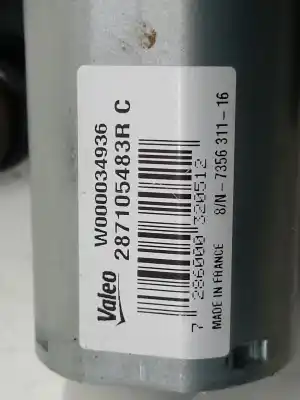 Valeo
W000034936
287105483R C
7 286000 320512
S/N-7356 311-16
MADE IN FRANCE